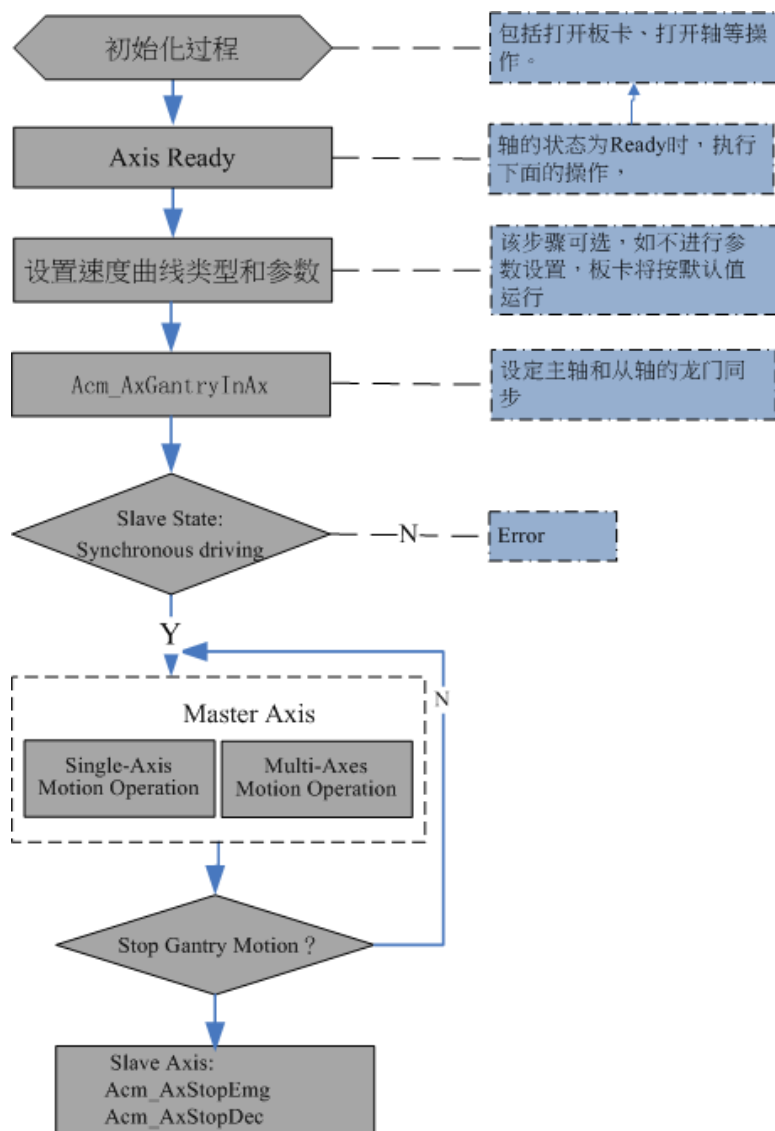 初始化过程
包括打开板卡、打开轴等操
作。
Axis Ready
轴的状态为Ready时，执行
下面的操作，
设置速度曲线类型和参数
该步骤可选，如不进行参
数设置，板卡将按默认值
运行
Acm_AxGantryInAx
设定主轴和从轴的龙门同
步
Slave State:
Synchronous driving
N
Error
Y
N
Master Axis
Single-Axis
Motion Operation
Multi-Axes
Motion Operation
Stop Gantry Motion？
Slave Axis:
Acm_AxStopEmg
Acm_AxStopDec